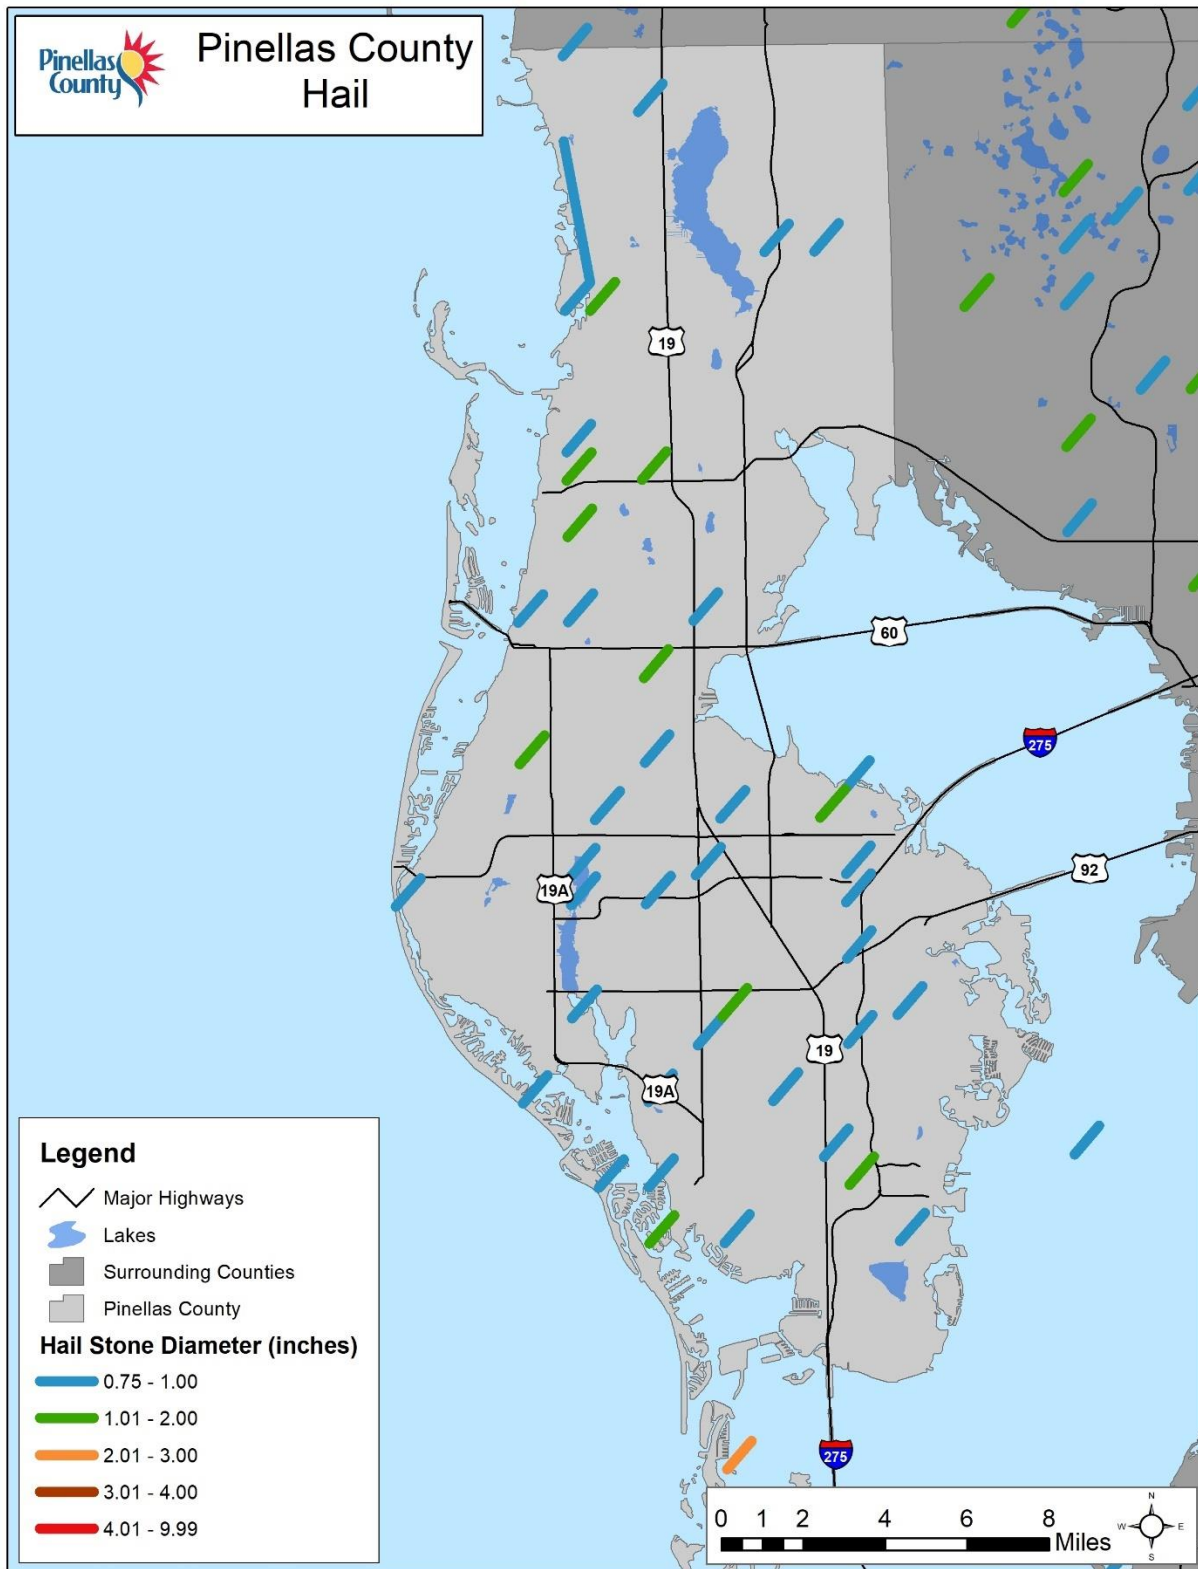 Pinellas
County
Pinellas County
Hail
19
60
275
92
19A
19
19A
275
Legend
Major Highways
Lakes
Surrounding Counties
Pinellas County
Hail Stone Diameter (inches)
0.75 - 1.00
1.01 - 2.00
2.01 - 3.00
3.01 - 4.00
4.01 - 9.99
0 1 2 4 6 8
Miles
N
W E
S